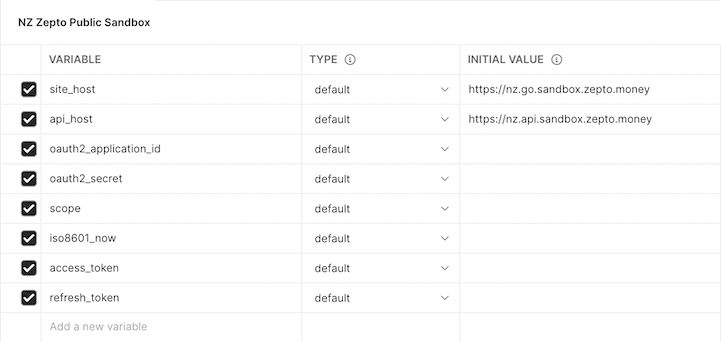 NZ Zepto Public Sandbox
VARIABLE TYPE INITIAL VALUE
site_host default https://nz.go.sandbox.zepto.money
api_host default https://nz.api.sandbox.zepto.money
oauth2_application_id default
oauth2_secret default
scope default
iso8601_now default
access_token default
refresh_token default
Add a new variable